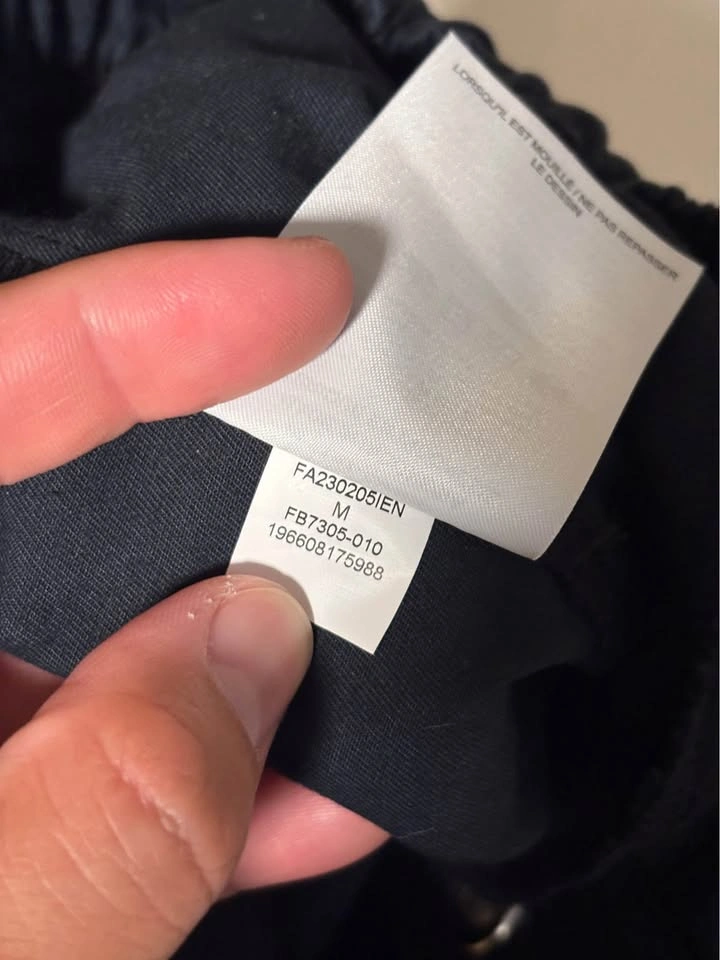 LORSQU'IL EST MOUILLÉ / NE PAS REPASSER
LE DESSIN
FA230205IEN
M
FB7305-010
196608175988